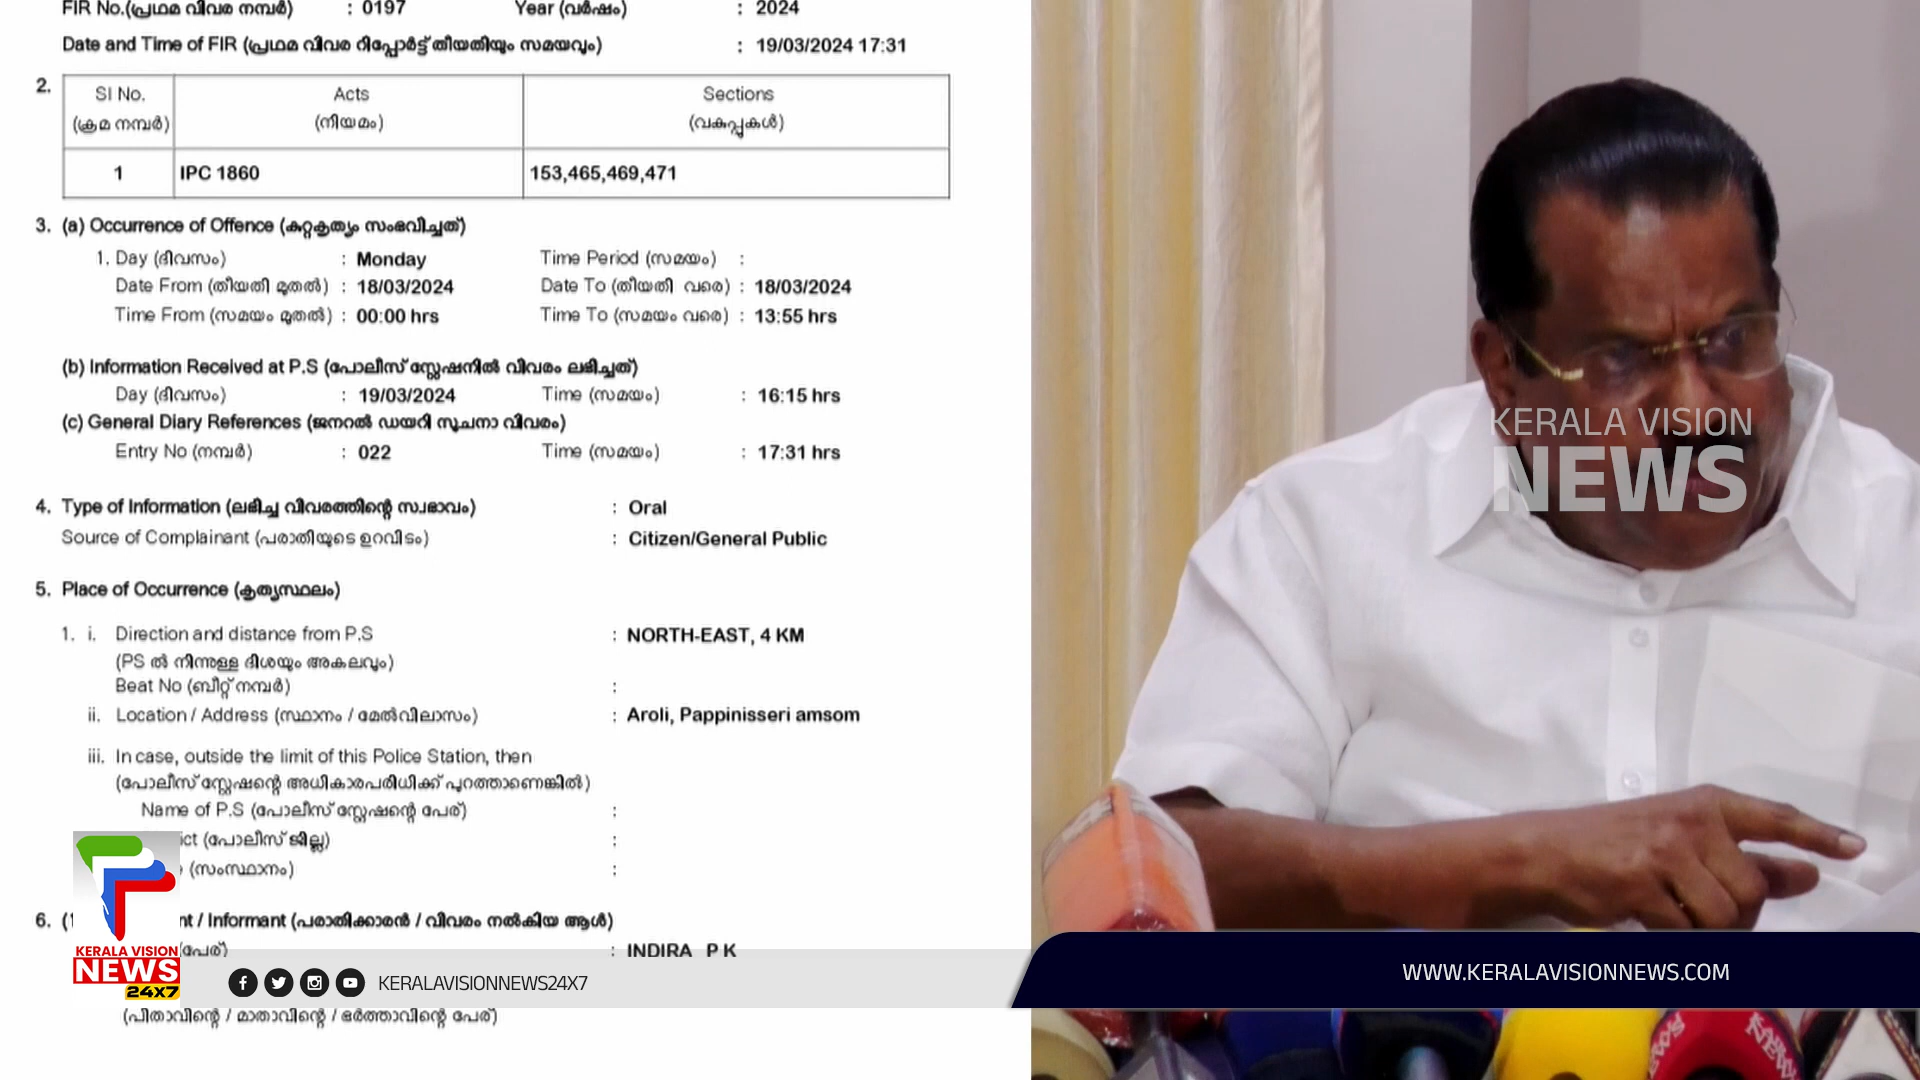 FIR No.(പ്രഥമ വിവര നമ്പർ) : 0197 Year (വർഷം) : 2024
Date and Time of FIR (പ്രഥമ വിവര റിപ്പോർട്ട് തീയതിയും സമയവും) : 19/03/2024 17:31
2. Sl No. Acts Sections
(ക്രമ നമ്പർ) (നിയമം) (വകുപ്പുകൾ)
1 IPC 1860 153,465,469,471
3. (a) Occurrence of Offence (കുറ്റകൃത്യം സംഭവിച്ചത്)
1. Day (ദിവസം) : Monday Time Period (സമയം) :
Date From (തീയതി മുതൽ) : 18/03/2024 Date To (തീയതി വരെ) : 18/03/2024
Time From (സമയം മുതൽ) : 00:00 hrs Time To (സമയം വരെ) : 13:55 hrs
(b) Information Received at P.S (പോലീസ് സ്റ്റേഷനിൽ വിവരം ലഭിച്ചത്)
Day (ദിവസം) : 19/03/2024 Time (സമയം) : 16:15 hrs
(c) General Diary References (ജനറൽ ഡയറി സൂചനാ വിവരം)
Entry No (നമ്പർ) : 022 Time (സമയം) : 17:31 hrs
4. Type of Information (ലഭിച്ച വിവരത്തിന്റെ സ്വഭാവം) : Oral
Source of Complainant (പരാതിയുടെ ഉറവിടം) : Citizen/General Public
5. Place of Occurrence (കൃത്യസ്ഥലം)
1. i. Direction and distance from P.S : NORTH-EAST, 4 KM
(PS ൽ നിന്നുള്ള ദിശയും അകലവും)
Beat No (ബീറ്റ് നമ്പർ) :
ii. Location / Address (സ്ഥാനം / മേൽവിലാസം) : Aroli, Pappinisseri amsom
iii. In case, outside the limit of this Police Station, then
(പോലീസ് സ്റ്റേഷന്റെ അധികാരപരിധിക്ക് പുറത്താണെങ്കിൽ)
Name of P.S (പോലീസ് സ്റ്റേഷന്റെ പേര്) :
ict (പോലീസ് ജില്ല) :
(സംസ്ഥാനം) :
6. (1 nt / Informant (പരാതിക്കാരൻ / വിവരം നൽകിയ ആൾ)
(പേര്) : INDIRA P K
(പിതാവിന്റെ / മാതാവിന്റെ / ഭർത്താവിന്റെ പേര്)
KERALA VISION
NEWS
24x7
KERALAVISIONNEWS24X7
KERALA VISION
NEWS
WWW.KERALAVISIONNEWS.COM
NEWS